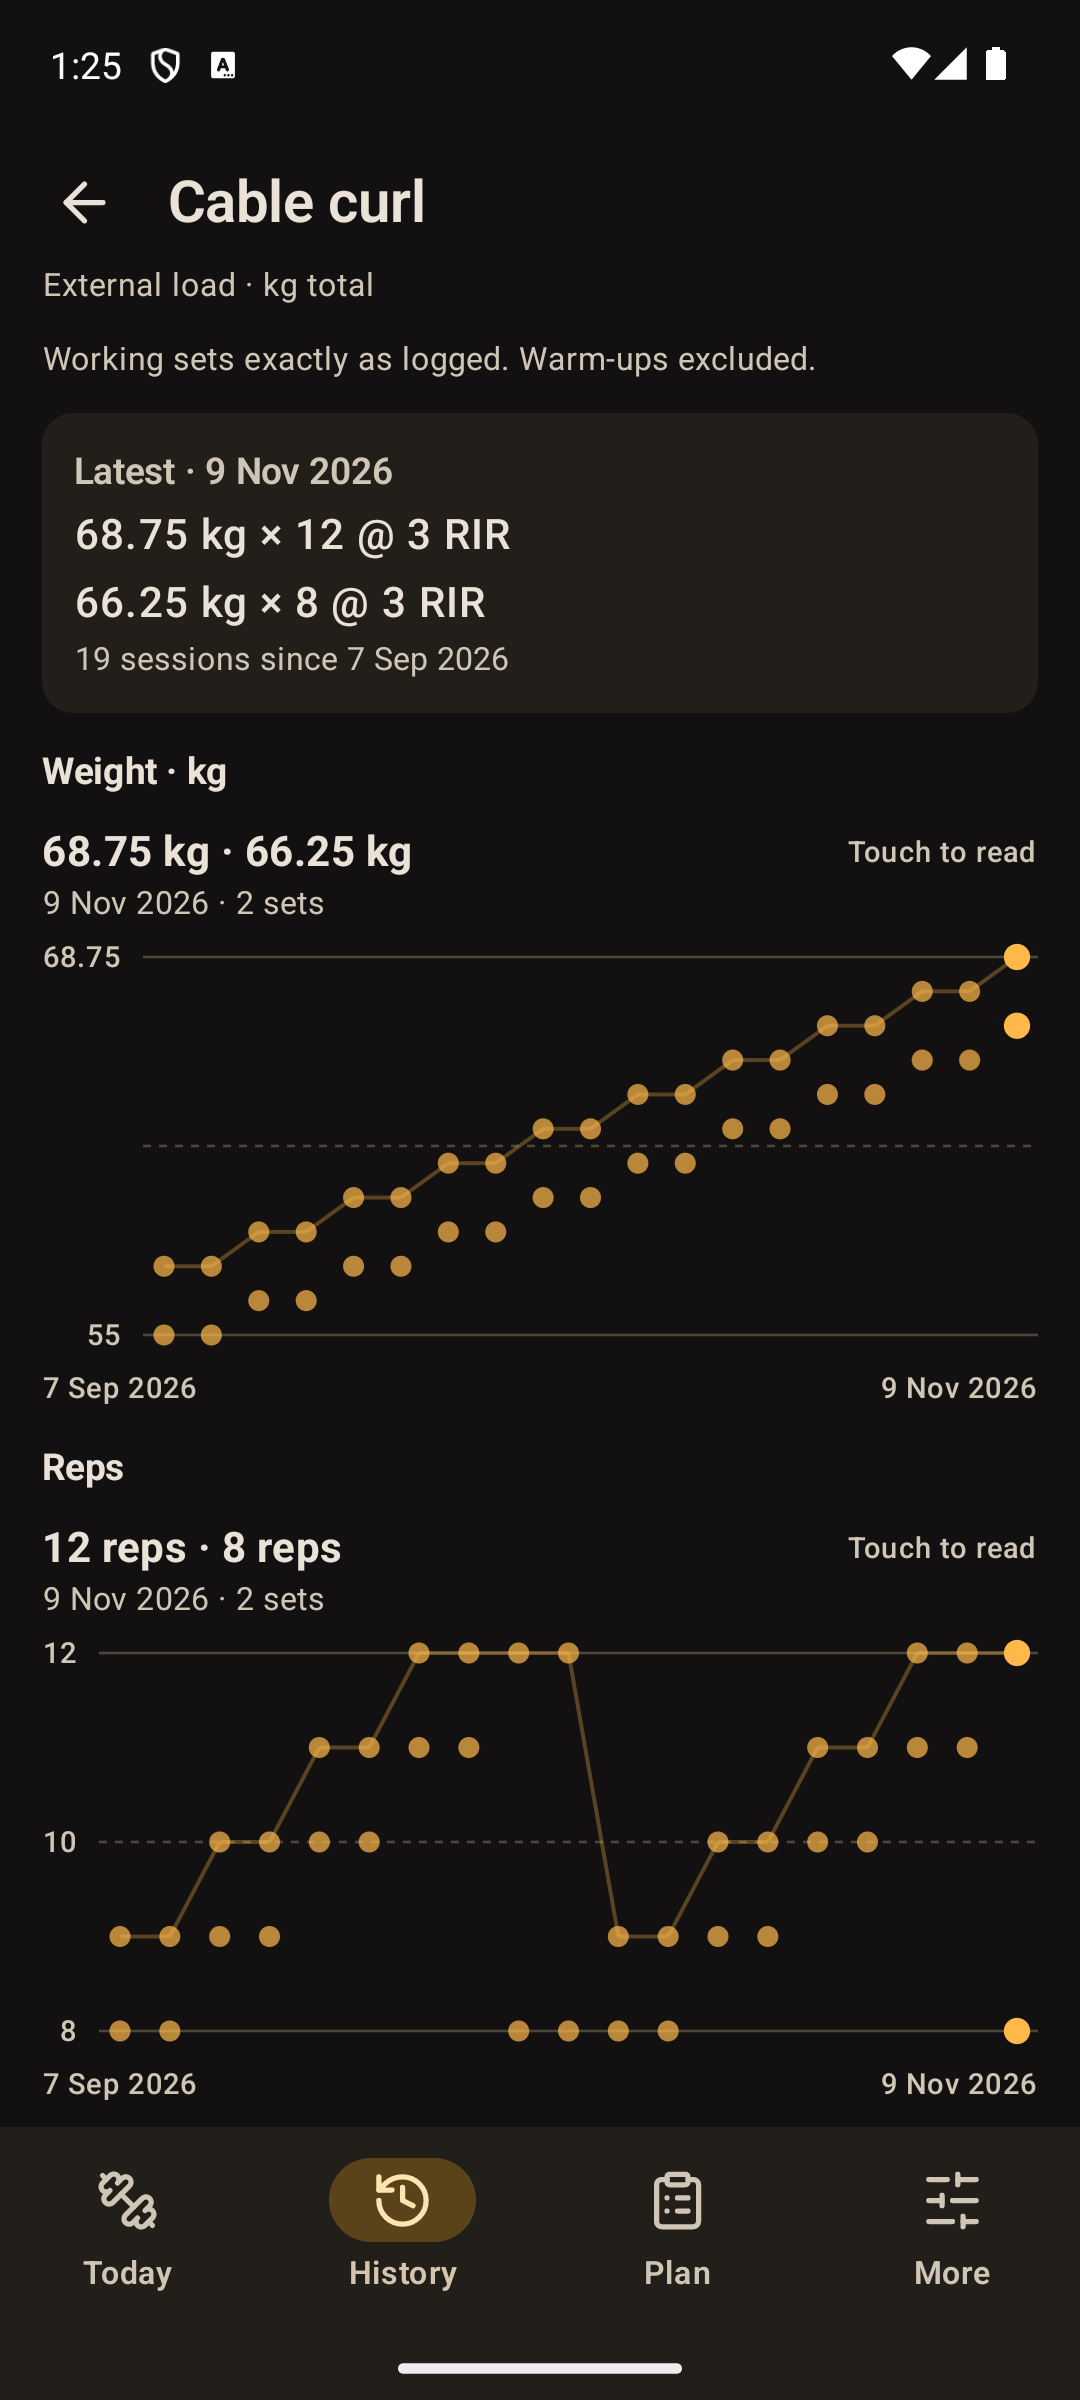 1:25
Cable curl
External load · kg total
Working sets exactly as logged. Warm-ups excluded.
Latest · 9 Nov 2026
68.75 kg × 12 @ 3 RIR
66.25 kg × 8 @ 3 RIR
19 sessions since 7 Sep 2026
Weight · kg
68.75 kg · 66.25 kg
Touch to read
9 Nov 2026 · 2 sets
68.75
55
7 Sep 2026
9 Nov 2026
Reps
12 reps · 8 reps
Touch to read
9 Nov 2026 · 2 sets
12
10
8
7 Sep 2026
9 Nov 2026
Today
History
Plan
More